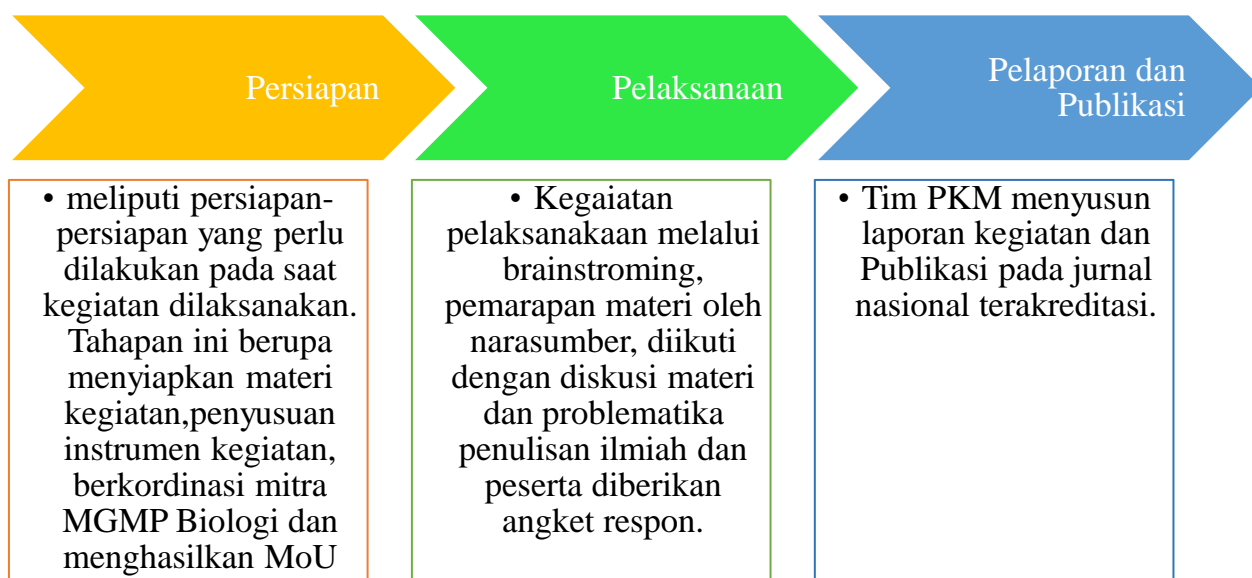 Persiapan
• meliputi persiapan-
persiapan yang perlu
dilakukan pada saat
kegiatan dilaksanakan.
Tahapan ini berupa
menyiapkan materi
kegiatan,penyusuan
instrumen kegiatan,
berkordinasi mitra
MGMP Biologi dan
menghasilkan MoU
Pelaksanaan
• Kegaiatan
pelaksanakaan melalui
brainstroming,
pemarapan materi oleh
narasumber, diikuti
dengan diskusi materi
dan problematika
penulisan ilmiah dan
peserta diberikan
angket respon.
Pelaporan dan
Publikasi
• Tim PKM menyusun
laporan kegiatan dan
Publikasi pada jurnal
nasional terakreditasi.